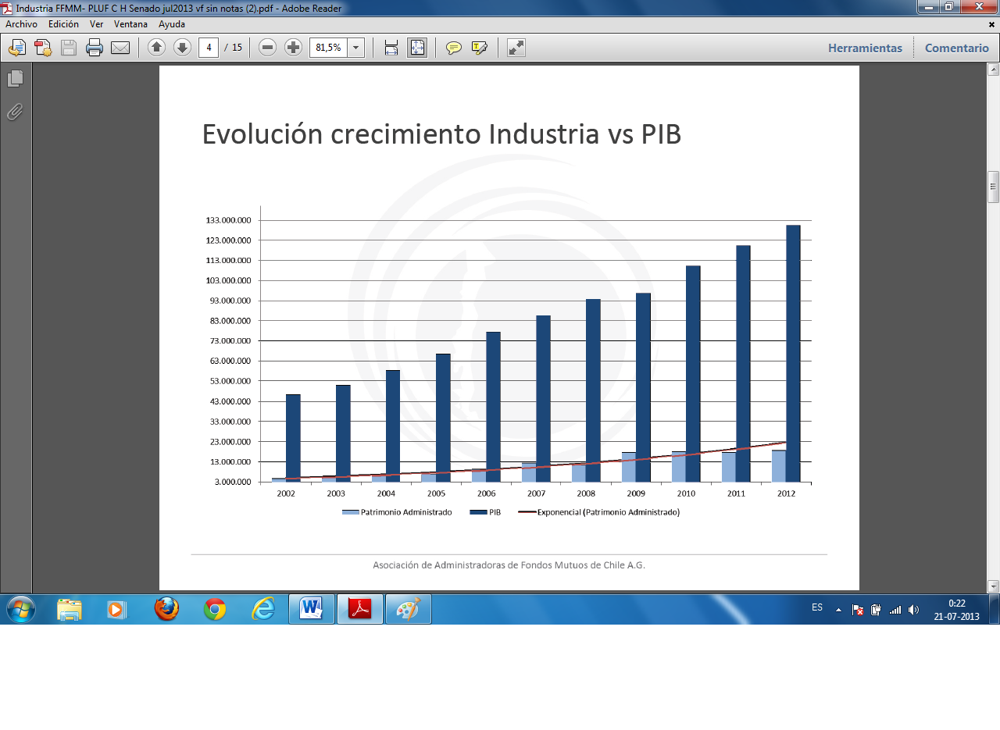 Industria FFMM- PLUF C H Senado jul2013 vf sin notas (2).pdf - Adobe Reader
Archivo Edición Ver Ventana Ayuda
4 / 15 81,5% Herramientas Comentario
Evolución crecimiento Industria vs PIB
133.000.000
123.000.000
113.000.000
103.000.000
93.000.000
83.000.000
73.000.000
63.000.000
53.000.000
43.000.000
33.000.000
23.000.000
13.000.000
3.000.000
2002 2003 2004 2005 2006 2007 2008 2009 2010 2011 2012
Patrimonio Administrado PIB Exponencial (Patrimonio Administrado)
Asociación de Administradoras de Fondos Mutuos de Chile A.G.
ES 0:22
21-07-2013